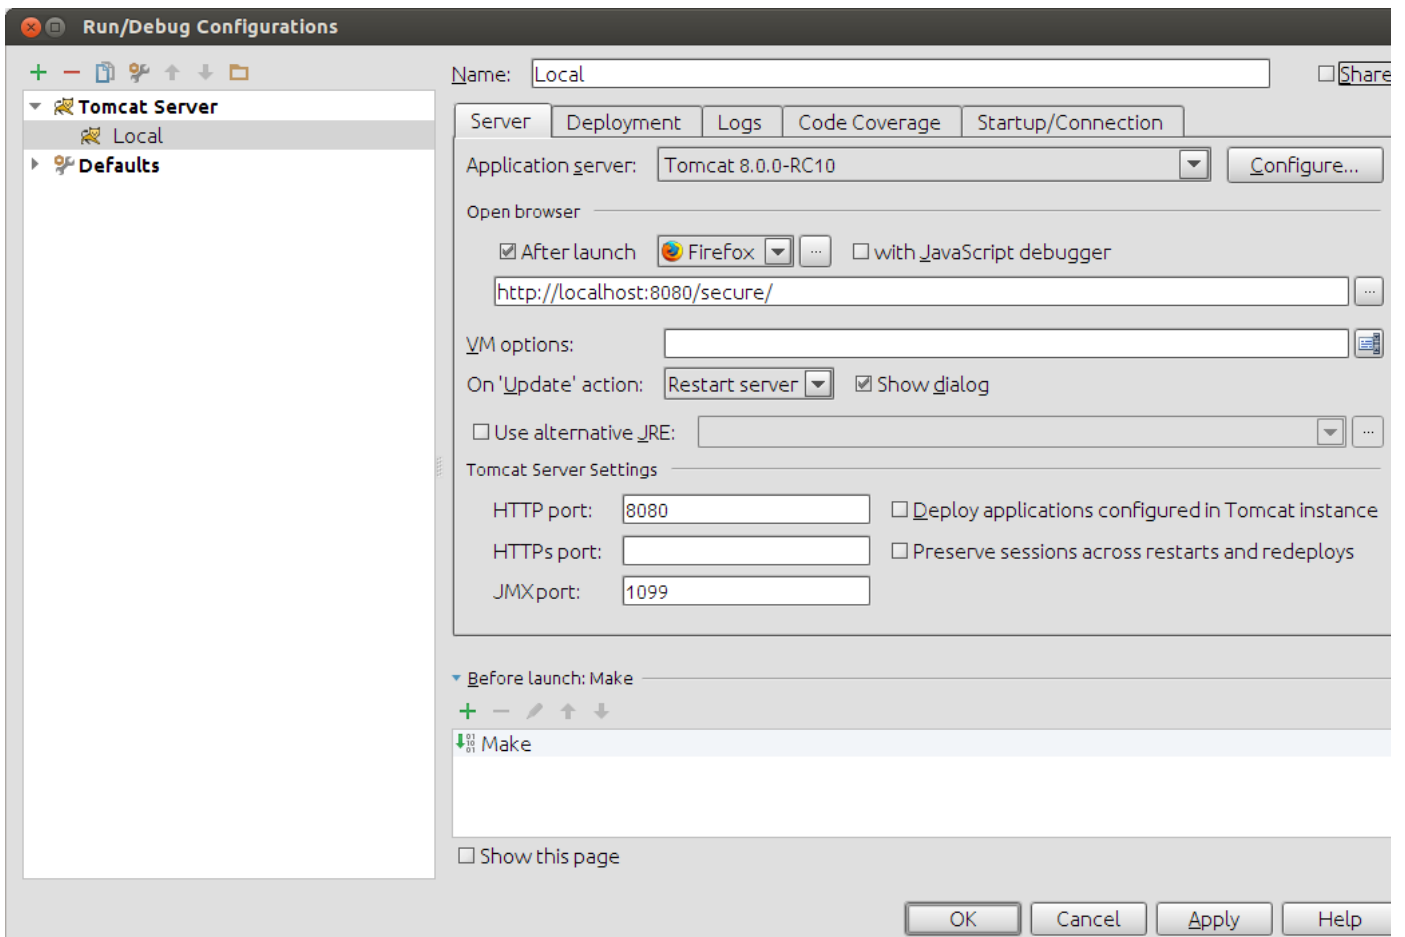 Run/Debug Configurations
Name: Local Share
Tomcat Server
Local
Defaults
Server Deployment Logs Code Coverage Startup/Connection
Application server: Tomcat 8.0.0-RC10 Configure...
Open browser
After launch Firefox ... with JavaScript debugger
http://localhost:8080/secure/ ...
VM options:
On 'Update' action: Restart server Show dialog
Use alternative JRE: ...
Tomcat Server Settings
HTTP port: 8080 Deploy applications configured in Tomcat instance
HTTPs port: Preserve sessions across restarts and redeploys
JMX port: 1099
Before launch: Make
Make
Show this page
OK Cancel Apply Help